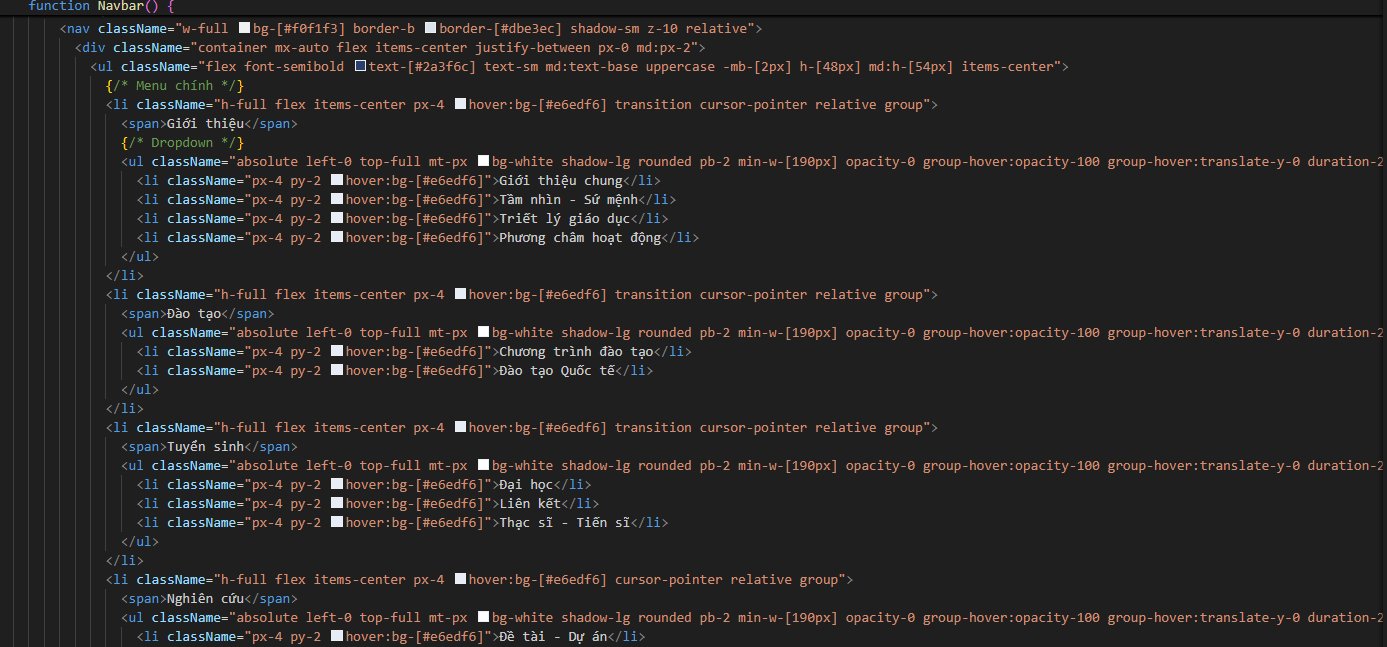 function Navbar() {
<nav className="w-full bg-[#f0f1f3] border-b border-[#dbe3ec] shadow-sm z-10 relative">
<div className="container mx-auto flex items-center justify-between px-0 md:px-2">
<ul className="flex font-semibold text-[#2a3f6c] text-sm md:text-base uppercase -mb-[2px] h-[48px] md:h-[54px] items-center">
{/* Menu chính */}
<li className="h-full flex items-center px-4 hover:bg-[#e6edf6] transition cursor-pointer relative group">
<span>Giới thiệu</span>
{/* Dropdown */}
<ul className="absolute left-0 top-full mt-px bg-white shadow-lg rounded pb-2 min-w-[190px] opacity-0 group-hover:opacity-100 group-hover:translate-y-0 duration-2
<li className="px-4 py-2 hover:bg-[#e6edf6]">Giới thiệu chung</li>
<li className="px-4 py-2 hover:bg-[#e6edf6]">Tầm nhìn - Sứ mệnh</li>
<li className="px-4 py-2 hover:bg-[#e6edf6]">Triết lý giáo dục</li>
<li className="px-4 py-2 hover:bg-[#e6edf6]">Phương châm hoạt động</li>
</ul>
</li>
<li className="h-full flex items-center px-4 hover:bg-[#e6edf6] transition cursor-pointer relative group">
<span>Đào tạo</span>
<ul className="absolute left-0 top-full mt-px bg-white shadow-lg rounded pb-2 min-w-[190px] opacity-0 group-hover:opacity-100 group-hover:translate-y-0 duration-2
<li className="px-4 py-2 hover:bg-[#e6edf6]">Chương trình đào tạo</li>
<li className="px-4 py-2 hover:bg-[#e6edf6]">Đào tạo Quốc tế</li>
</ul>
</li>
<li className="h-full flex items-center px-4 hover:bg-[#e6edf6] transition cursor-pointer relative group">
<span>Tuyển sinh</span>
<ul className="absolute left-0 top-full mt-px bg-white shadow-lg rounded pb-2 min-w-[190px] opacity-0 group-hover:opacity-100 group-hover:translate-y-0 duration-2
<li className="px-4 py-2 hover:bg-[#e6edf6]">Đại học</li>
<li className="px-4 py-2 hover:bg-[#e6edf6]">Liên kết</li>
<li className="px-4 py-2 hover:bg-[#e6edf6]">Thạc sĩ - Tiến sĩ</li>
</ul>
</li>
<li className="h-full flex items-center px-4 hover:bg-[#e6edf6] cursor-pointer relative group">
<span>Nghiên cứu</span>
<ul className="absolute left-0 top-full mt-px bg-white shadow-lg rounded pb-2 min-w-[190px] opacity-0 group-hover:opacity-100 group-hover:translate-y-0 duration-2
<li className="px-4 py-2 hover:bg-[#e6edf6]">Đề tài - Dự án</li>